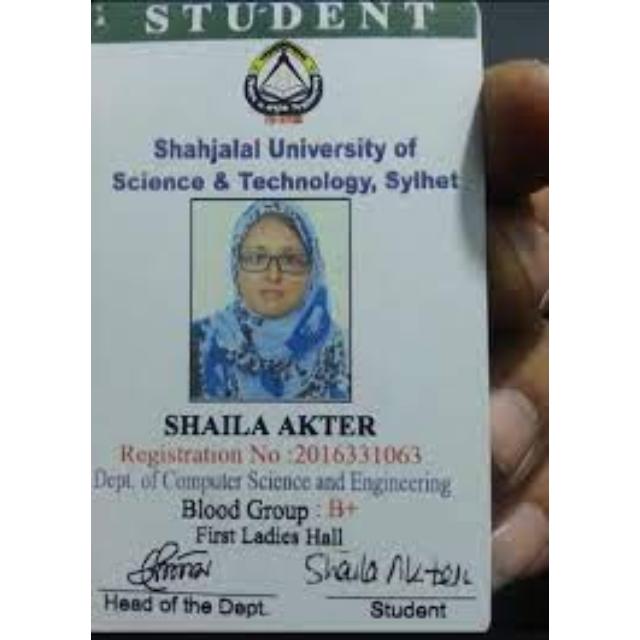 STUDENT
Shahjalal University of
Science & Technology, Sylhet
SHAILA AKTER
Registration No :2016331063
Dept. of Computer Science and Engineering
Blood Group : B+
First Ladies Hall
Shaila Akter
Head of the Dept.
Student